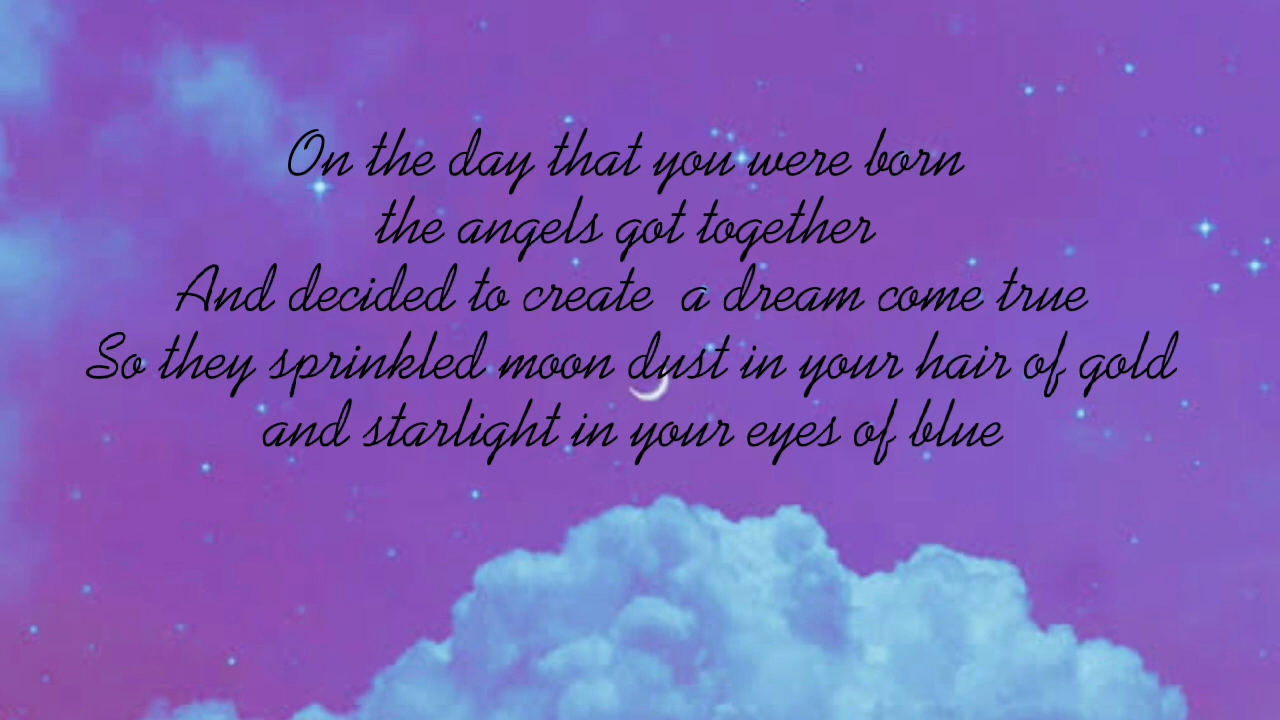 On the day that you were born
the angels got together
And decided to create a dream come true
So they sprinkled moon dust in your hair of gold
and starlight in your eyes of blue